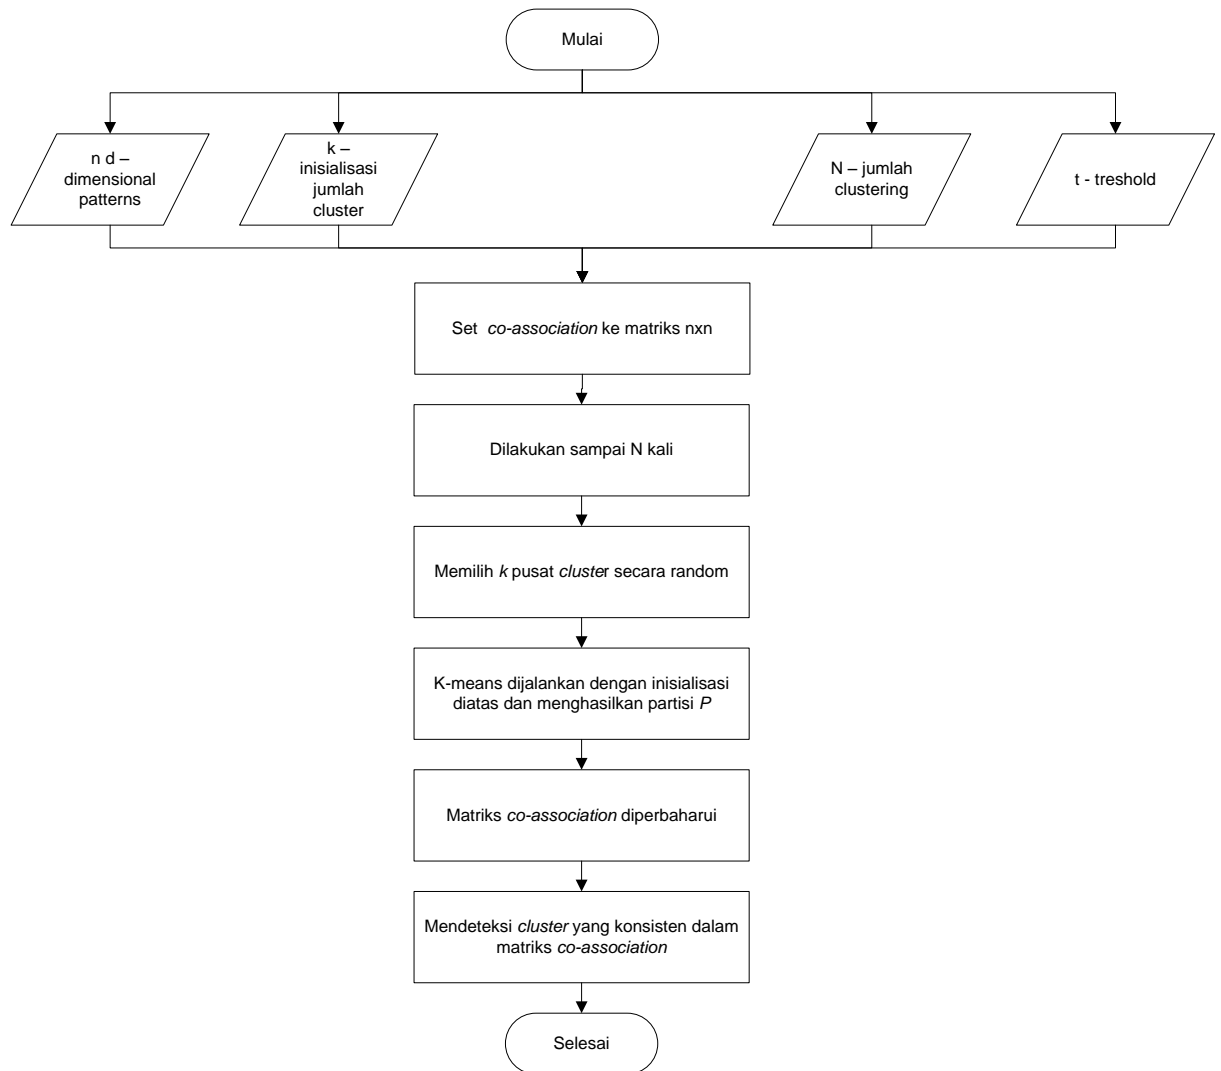 Mulai
n d –
dimensional
patterns
k –
inisialisasi
jumlah
cluster
N – jumlah
clustering
t - treshold
Set co-association ke matriks nxn
Dilakukan sampai N kali
Memilih k pusat cluster secara random
K-means dijalankan dengan inisialisasi
diatas dan menghasilkan partisi P
Matriks co-association diperbaharui
Mendeteksi cluster yang konsisten dalam
matriks co-association
Selesai